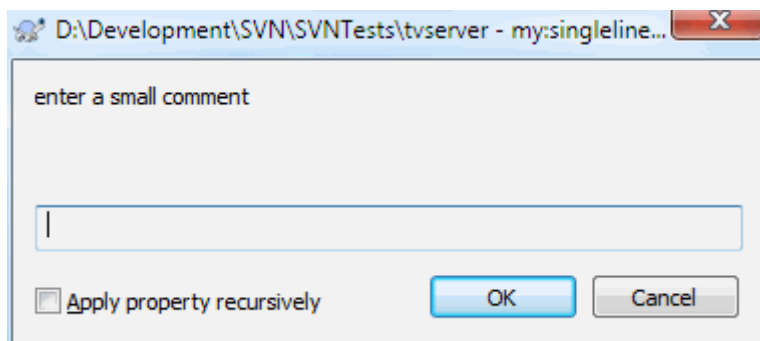 D:\Development\SVN\SVNTests\tvserver - my:singleline...
enter a small comment
Apply property recursively
OK
Cancel